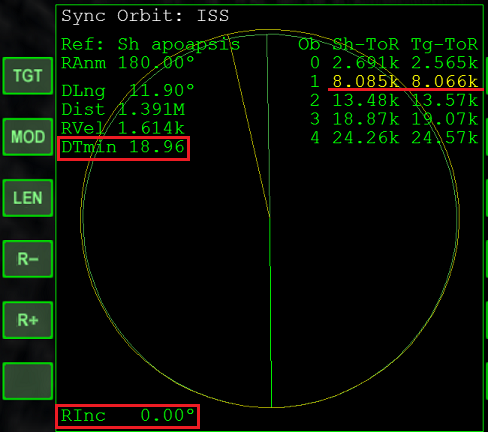 Sync Orbit: ISS
Ref: Sh apoapsis Ob Sh-ToR Tg-ToR
RAnm 180.00° 0 2.691k 2.565k
TGT
1 8.085k 8.066k
DLng 11.90°
2 13.48k 13.57k
Dist 1.391M
3 18.87k 19.07k
RVel 1.614k
MOD
4 24.26k 24.57k
DTmin 18.96
LEN
R-
R+
RInc 0.00°